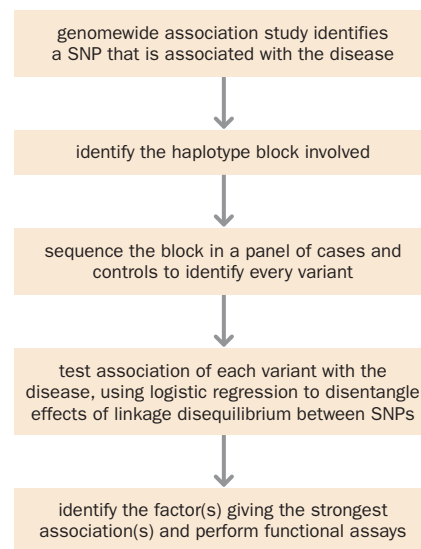 genomewide association study identifies
a SNP that is associated with the disease
identify the haplotype block involved
sequence the block in a panel of cases and
controls to identify every variant
test association of each variant with the
disease, using logistic regression to disentangle
effects of linkage disequilibrium between SNPs
identify the factor(s) giving the strongest
association(s) and perform functional assays